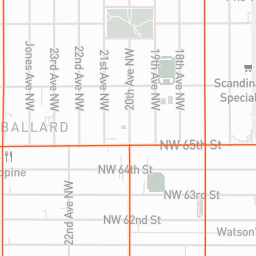 Jones Ave NW
23rd Ave NW
22nd Ave NW
21st Ave NW
20th Ave NW
19th Ave NW
18th Ave NW
Scandina
Special
BALLARD
NW 65th St
opine
NW 64th St
22nd Ave NW
NW 63rd St
NW 62nd St
Watson'